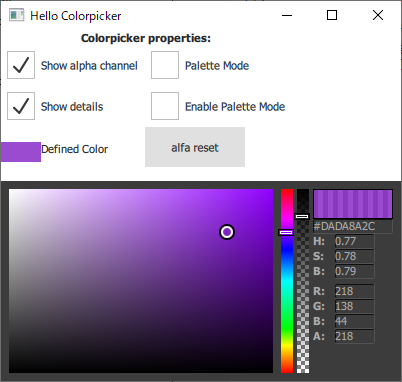 Hello Colorpicker
Colorpicker properties:
Show alpha channel
Palette Mode
Show details
Enable Palette Mode
Defined Color
alfa reset
#DADA8A2C
H: 0.77
S: 0.78
B: 0.79
R: 218
G: 138
B: 44
A: 218